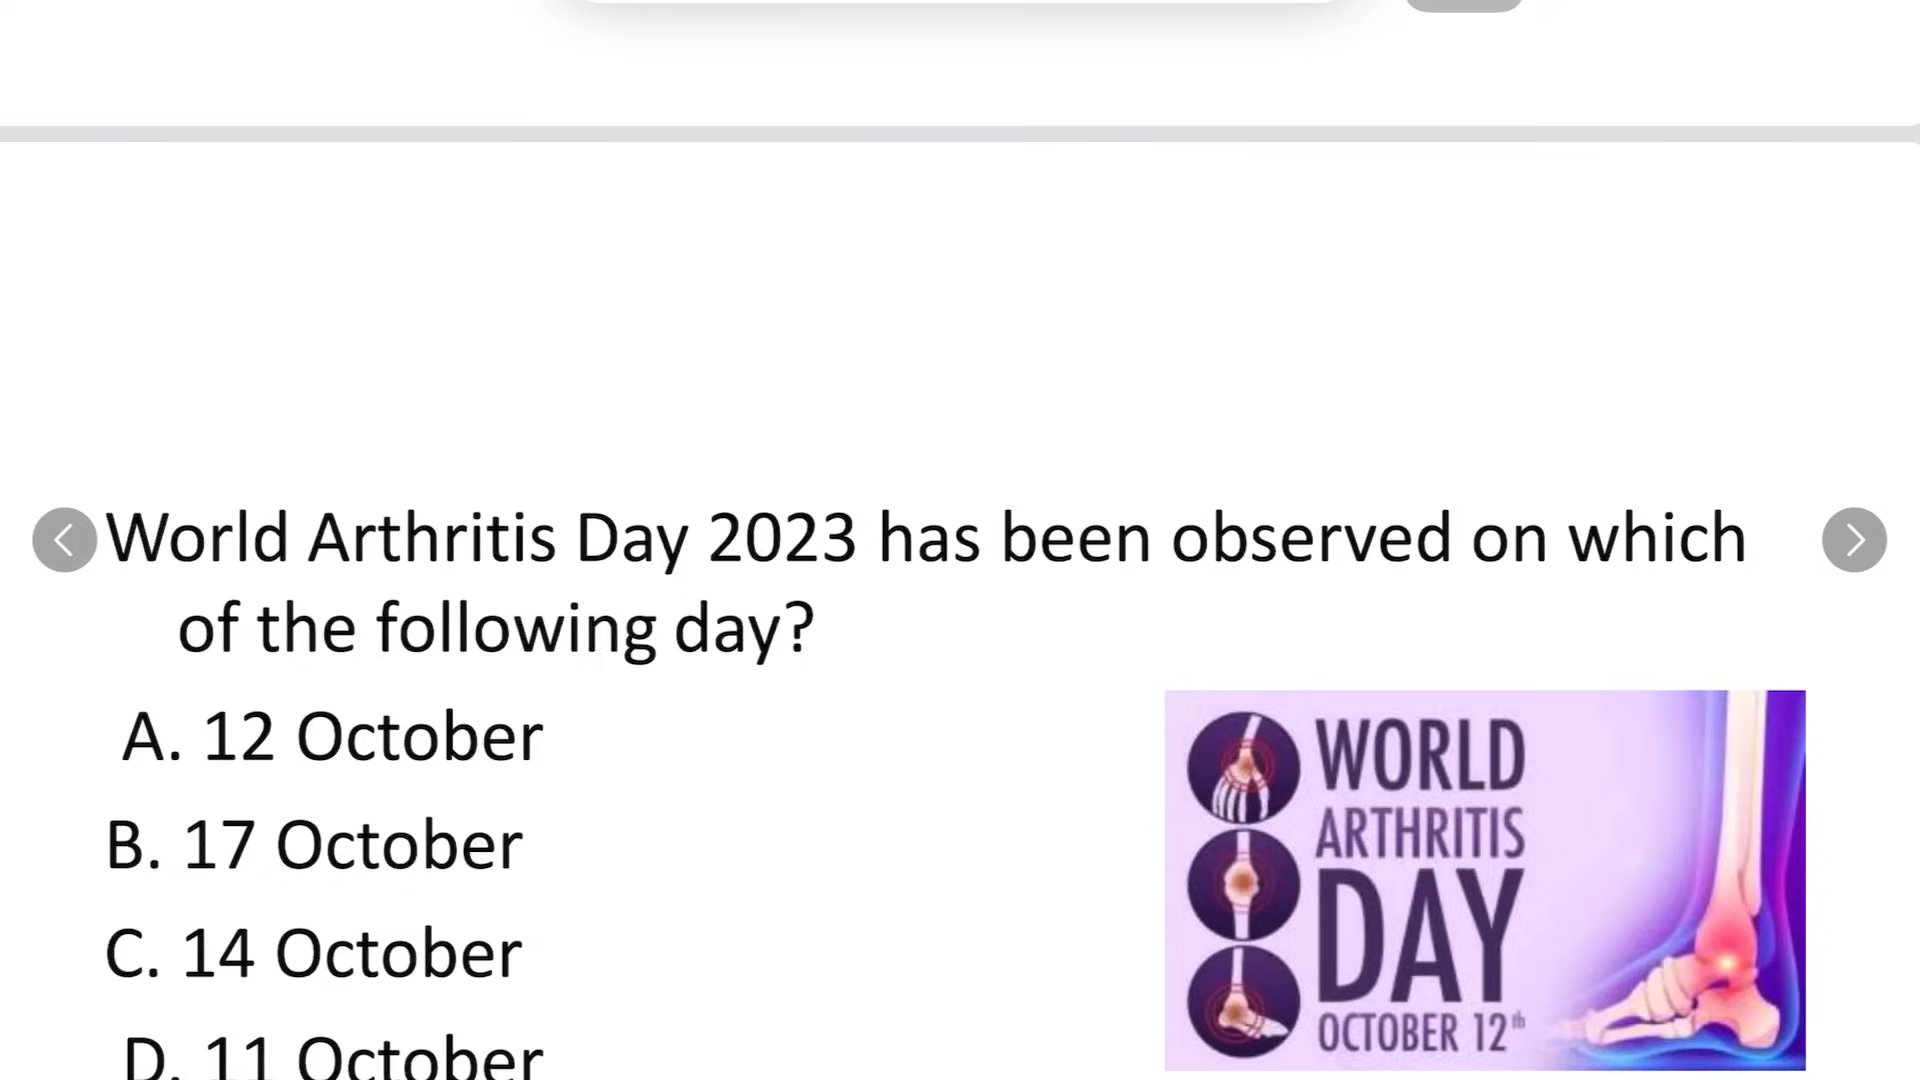 World Arthritis Day 2023 has been observed on which
of the following day?
A. 12 October
B. 17 October
C. 14 October
D. 11 October
WORLD
ARTHRITIS
DAY
OCTOBER 12th